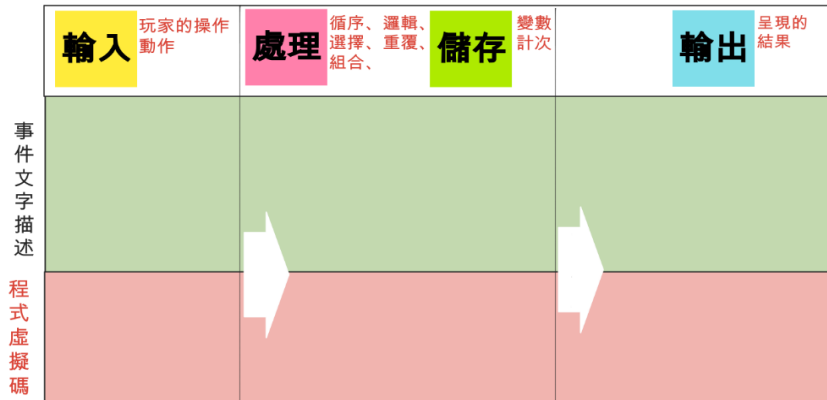 輸入
玩家的操作
動作
處理
循序、邏輯、
選擇、重覆、
組合、
儲存
變數
計次
輸出
呈現的
結果
事件文字描述
程式虛擬碼